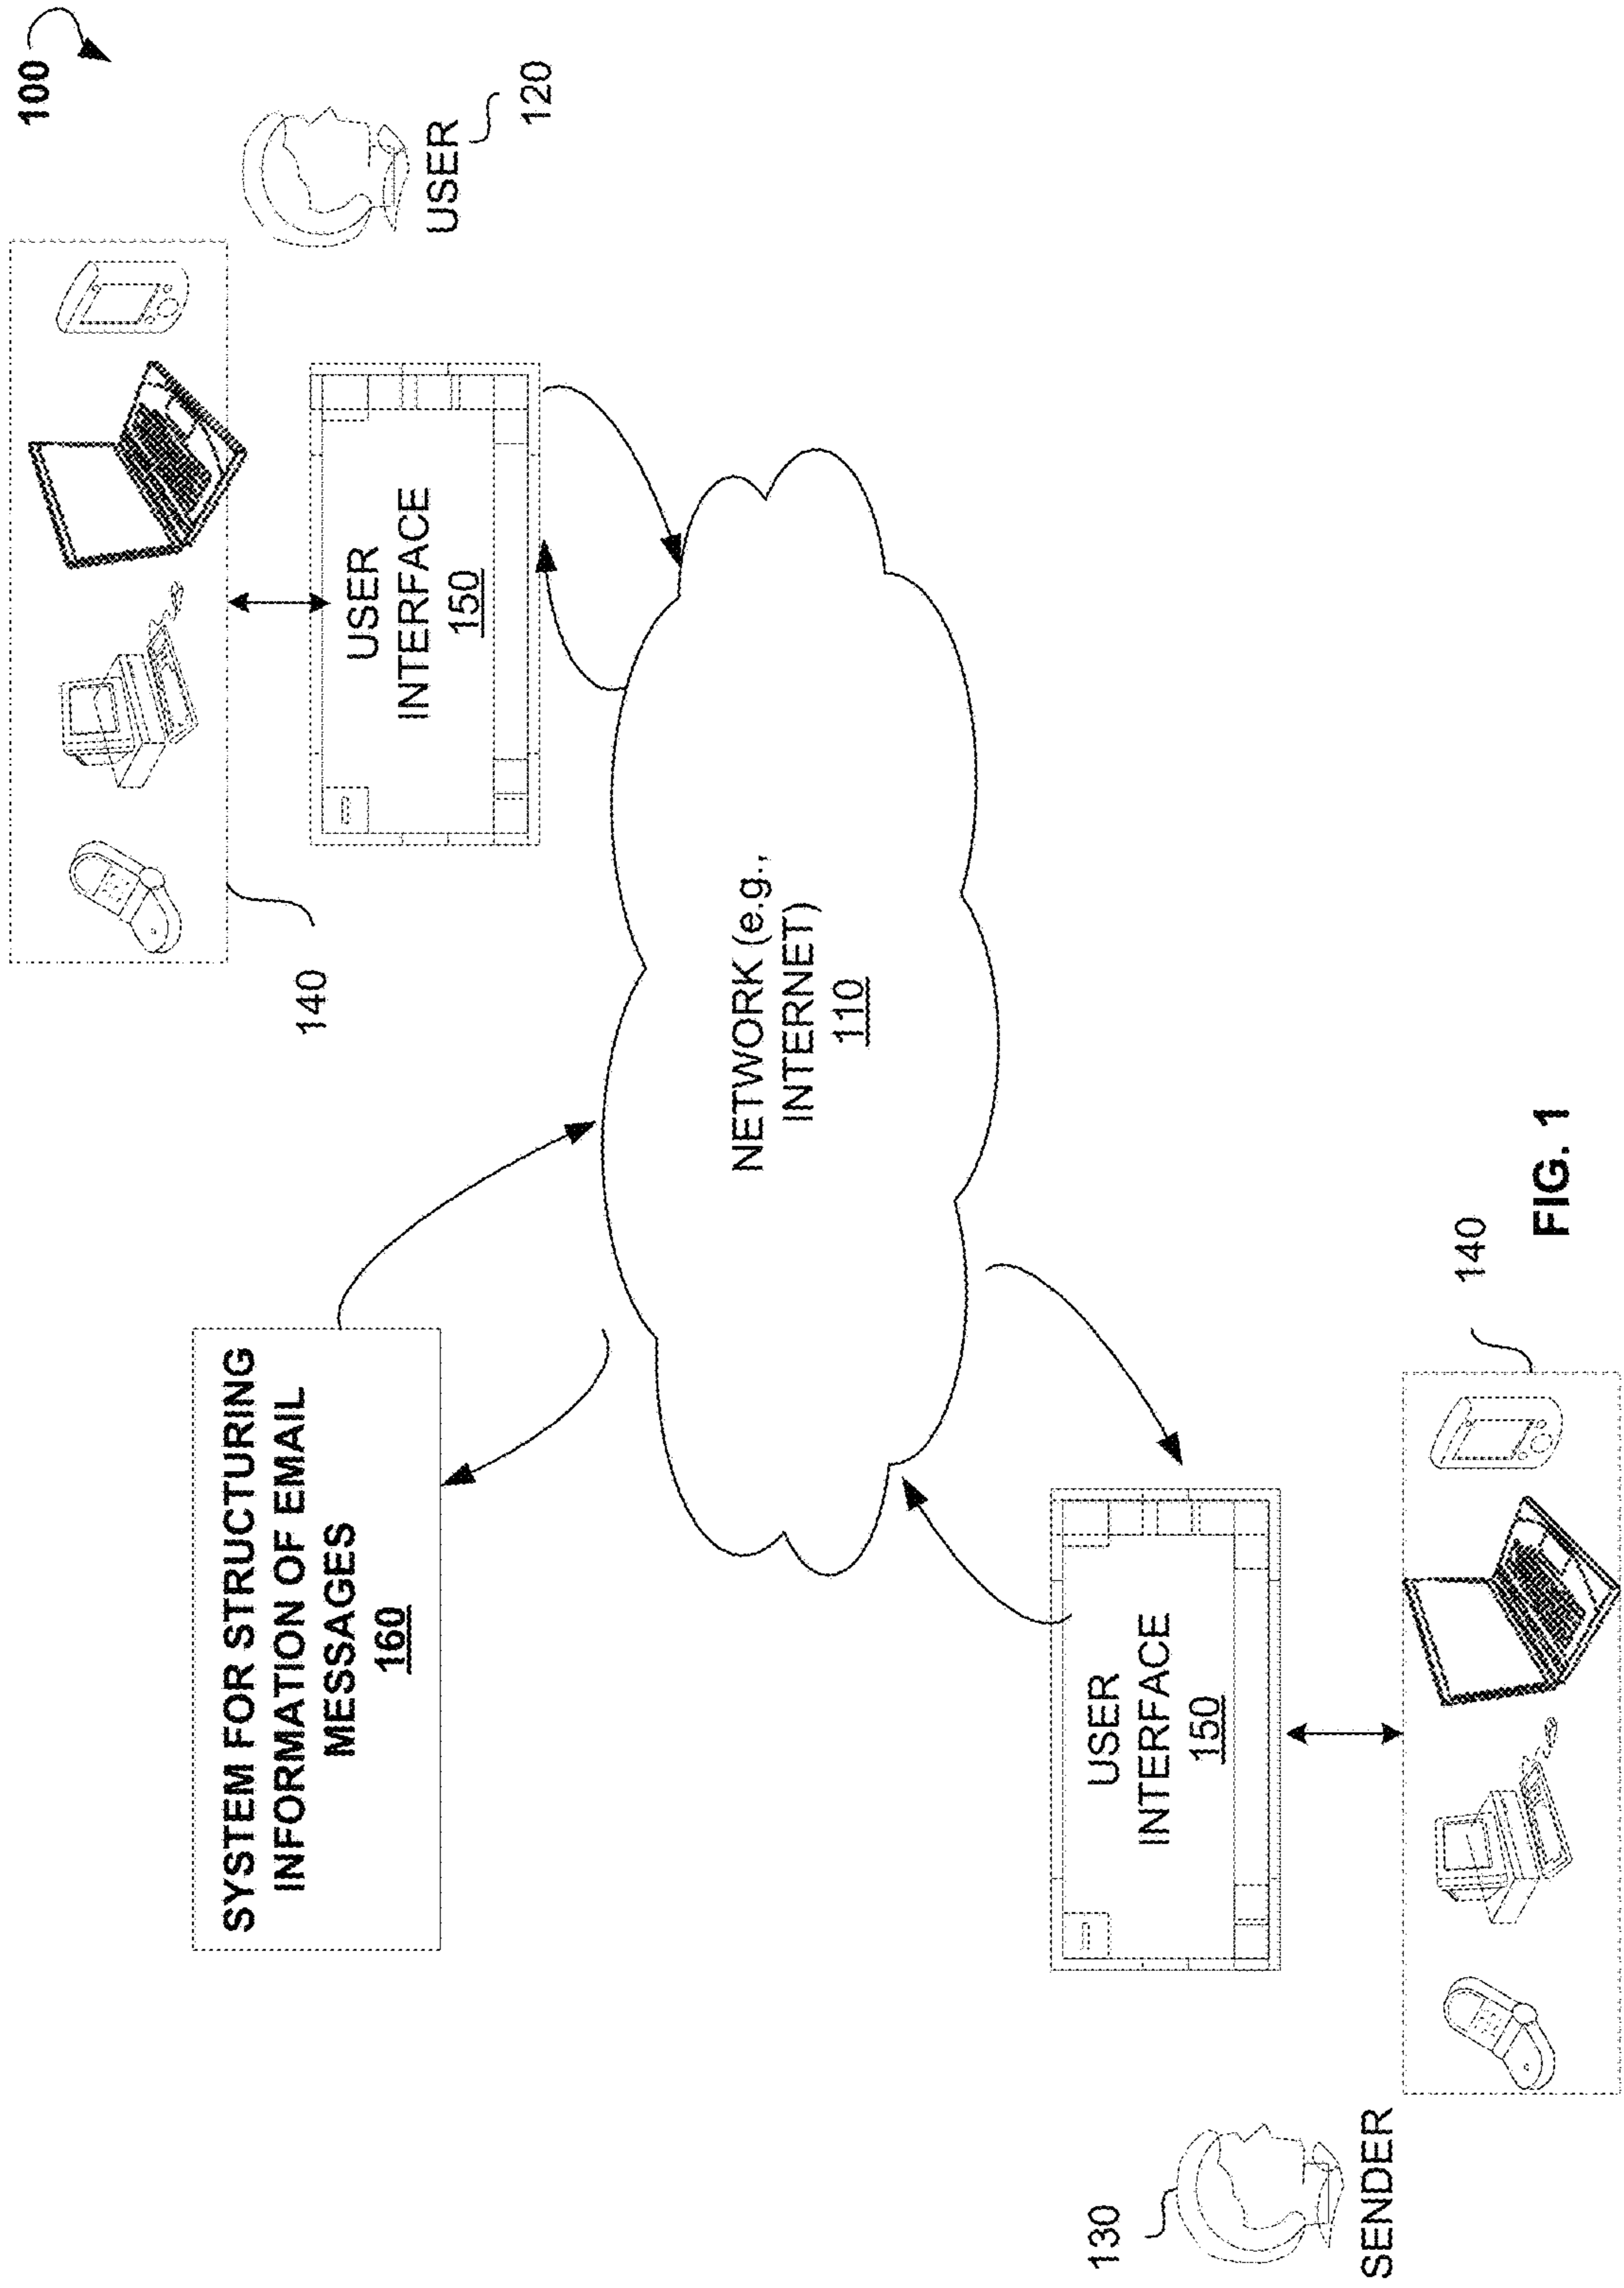 100
SYSTEM FOR STRUCTURING
INFORMATION OF EMAIL
MESSAGES
160
140
USER
INTERFACE
150
USER
120
NETWORK (e.g.,
INTERNET)
110
130
SENDER
USER
INTERFACE
150
140
FIG. 1